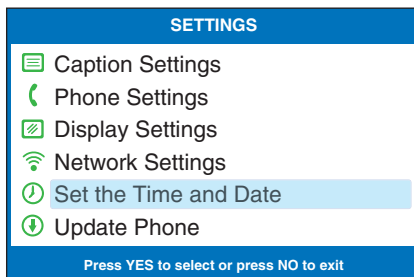 SETTINGS
Caption Settings
Phone Settings
Display Settings
Network Settings
Set the Time and Date
Update Phone
Press YES to select or press NO to exit